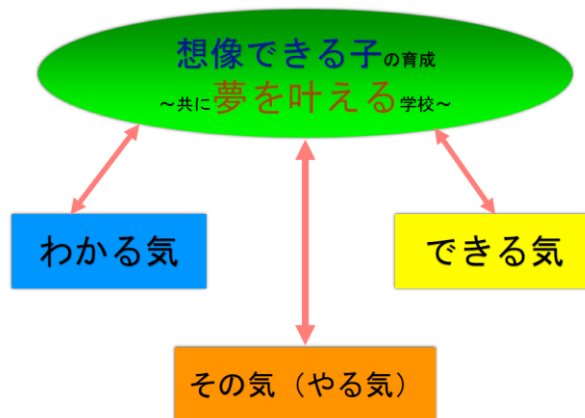 想像できる子の育成
～共に夢を叶える学校～
わかる気
できる気
その気（やる気）